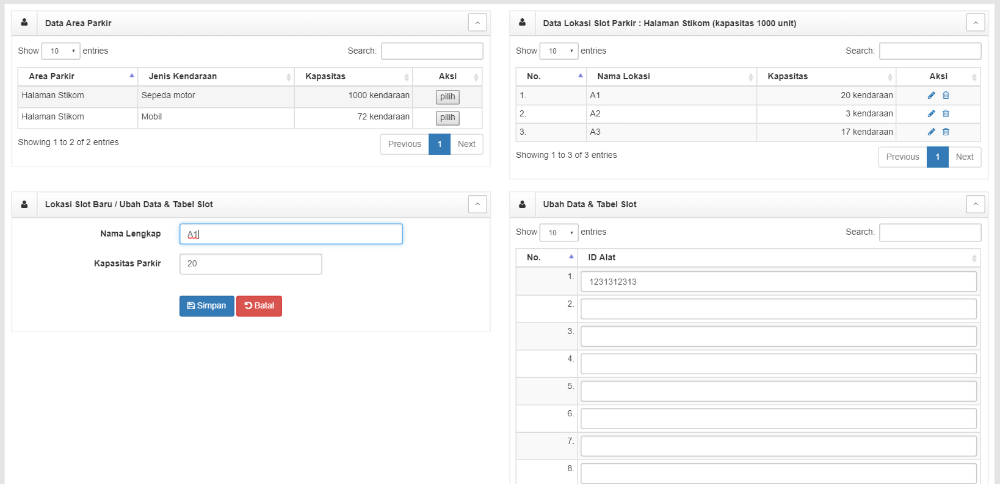 Data Area Parkir
Show 10 entries Search:
Area Parkir Jenis Kendaraan Kapasitas Aksi
Halaman Stikom Sepeda motor 1000 kendaraan pilih
Halaman Stikom Mobil 72 kendaraan pilih
Showing 1 to 2 of 2 entries
Previous 1 Next
Data Lokasi Slot Parkir : Halaman Stikom (kapasitas 1000 unit)
Show 10 entries Search:
No. Nama Lokasi Kapasitas Aksi
1. A1 20 kendaraan
2. A2 3 kendaraan
3. A3 17 kendaraan
Showing 1 to 3 of 3 entries
Previous 1 Next
Lokasi Slot Baru / Ubah Data & Tabel Slot
Nama Lengkap A1
Kapasitas Parkir 20
Simpan Batal
Ubah Data & Tabel Slot
Show 10 entries Search:
No. ID Alat
1. 1231312313
2.
3.
4.
5.
6.
7.
8.